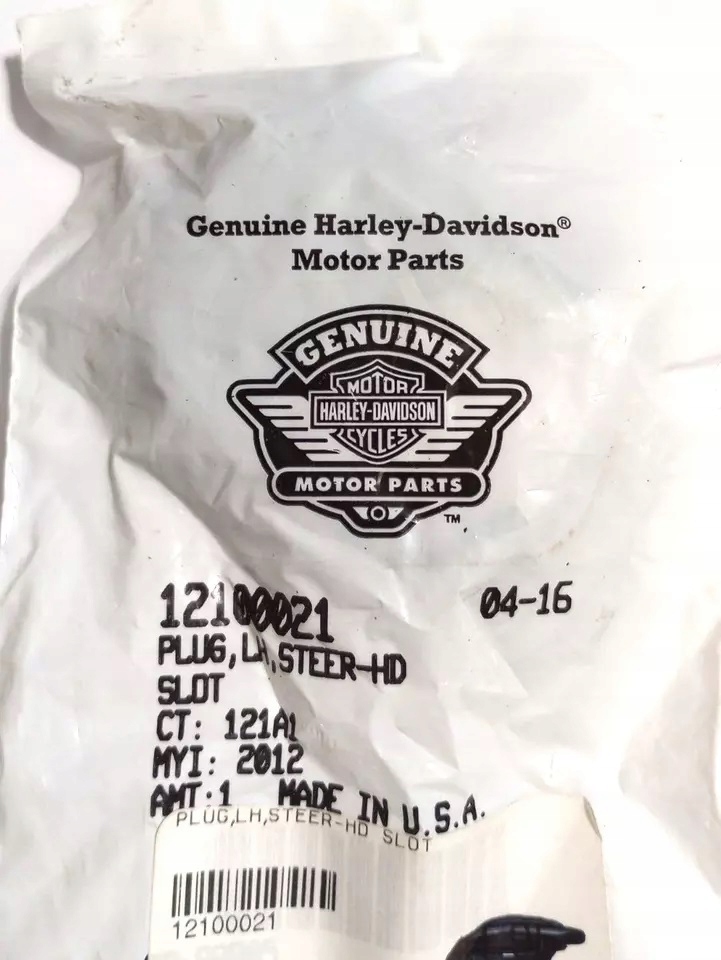 Genuine Harley-Davidson®
Motor Parts
GENUINE
MOTOR
HARLEY-DAVIDSON
CYCLES
MOTOR PARTS
TM
12100021 04-16
PLUG,LH,STEER-HD
SLOT
CT: 121A1
MYI: 2012
AMT:1 MADE IN U.S.A.
PLUG,LH,STEER-HD SLOT
12100021